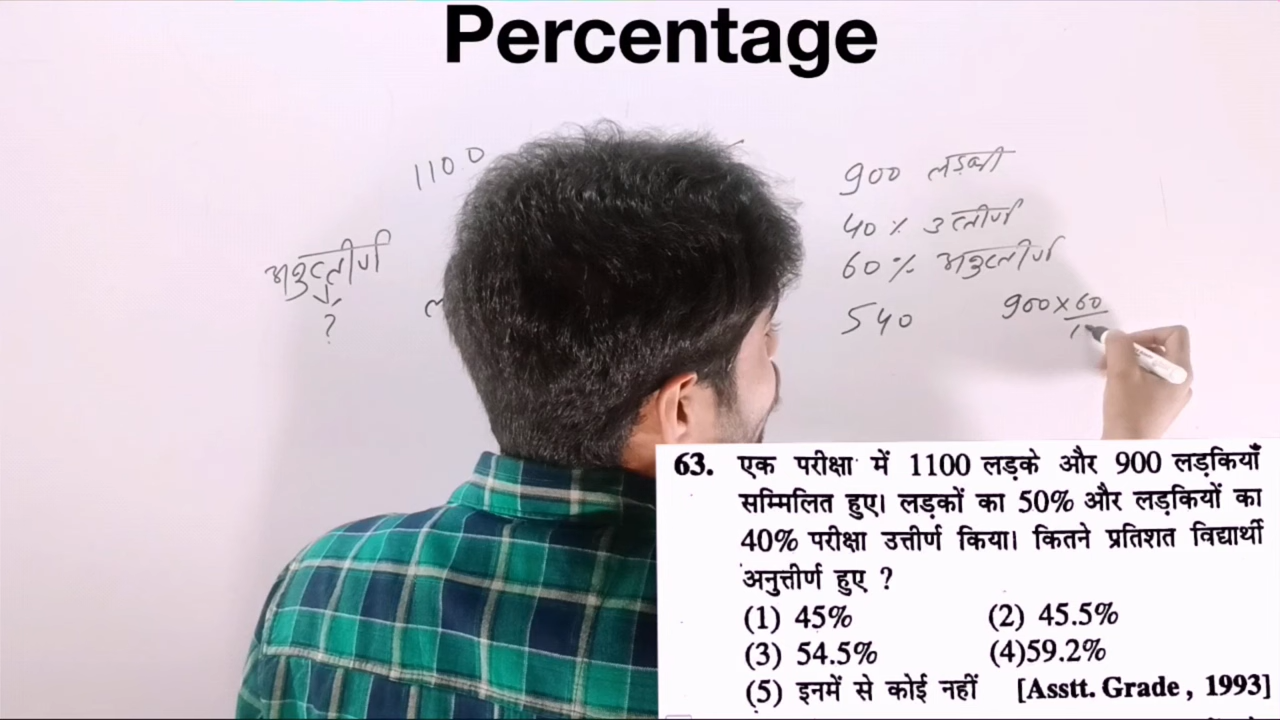 Percentage
1100
900 लड़की
40% उत्तीर्ण
60% अनुत्तीर्ण
अनुत्तीर्ण
?
540
900×60
63. एक परीक्षा में 1100 लड़के और 900 लड़कियाँ
सम्मिलित हुए। लड़कों का 50% और लड़कियों का
40% परीक्षा उत्तीर्ण किया। कितने प्रतिशत विद्यार्थी
अनुत्तीर्ण हुए ?
(1) 45% (2) 45.5%
(3) 54.5% (4)59.2%
(5) इनमें से कोई नहीं [Asstt. Grade, 1993]